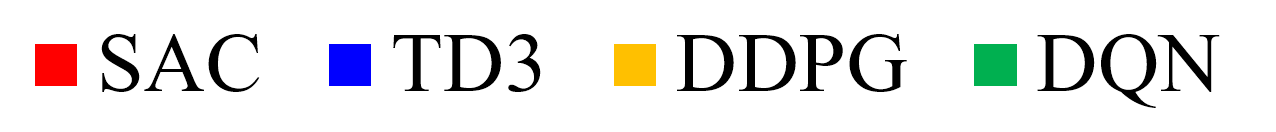 SAC TD3 DDPG DQN